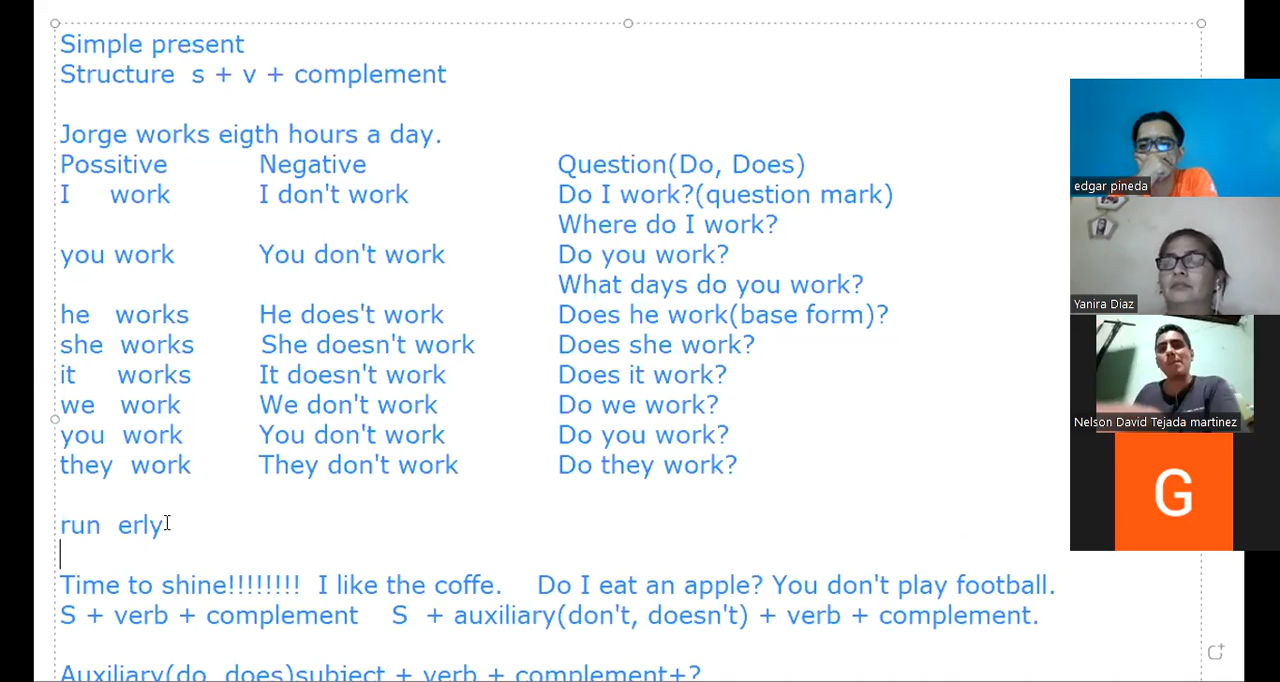 Simple present
Structure s + v + complement
Jorge works eigth hours a day.
Possitive Negative Question(Do, Does)
I work I don't work Do I work?(question mark)
Where do I work?
you work You don't work Do you work?
What days do you work?
he works He does't work Does he work(base form)?
she works She doesn't work Does she work?
it works It doesn't work Does it work?
we work We don't work Do we work?
you work You don't work Do you work?
they work They don't work Do they work?
run erly
Time to shine!!!!!!!! I like the coffe. Do I eat an apple? You don't play football.
S + verb + complement S + auxiliary(don't, doesn't) + verb + complement.
Auxiliary(do, does)subject + verb + complement+?
edgar pineda
Yanira Diaz
Nelson David Tejada martinez
G